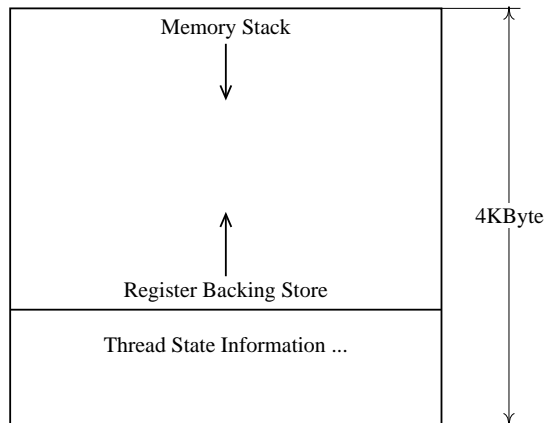 Memory Stack
4KByte
Register Backing Store
Thread State Information ...